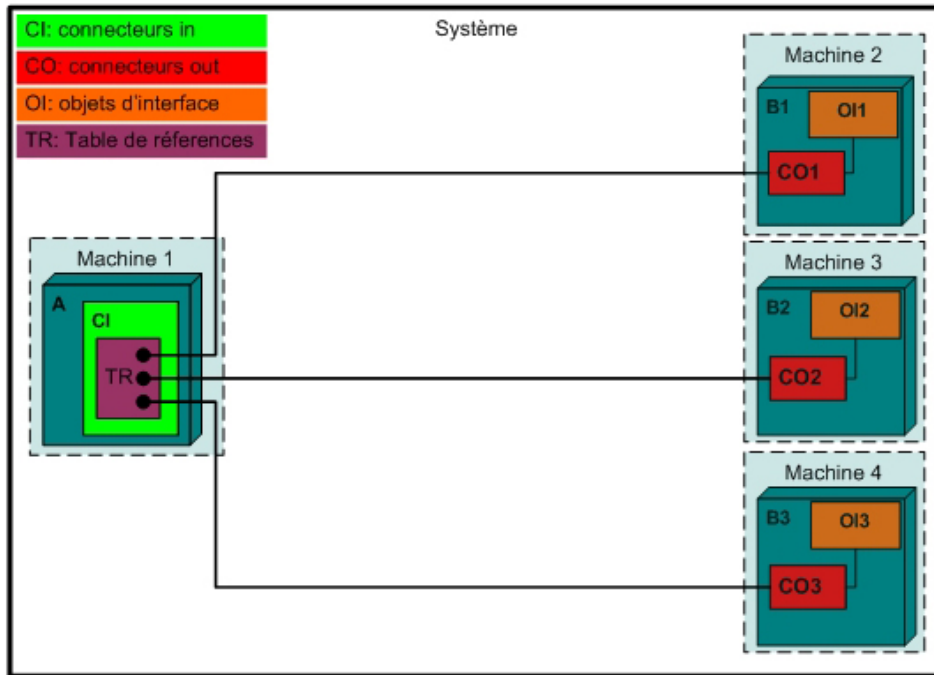 CI: connecteurs in
CO: connecteurs out
OI: objets d'interface
TR: Table de réferences
Système
Machine 1
A
CI
TR
Machine 2
B1
OI1
CO1
Machine 3
B2
OI2
CO2
Machine 4
B3
OI3
CO3